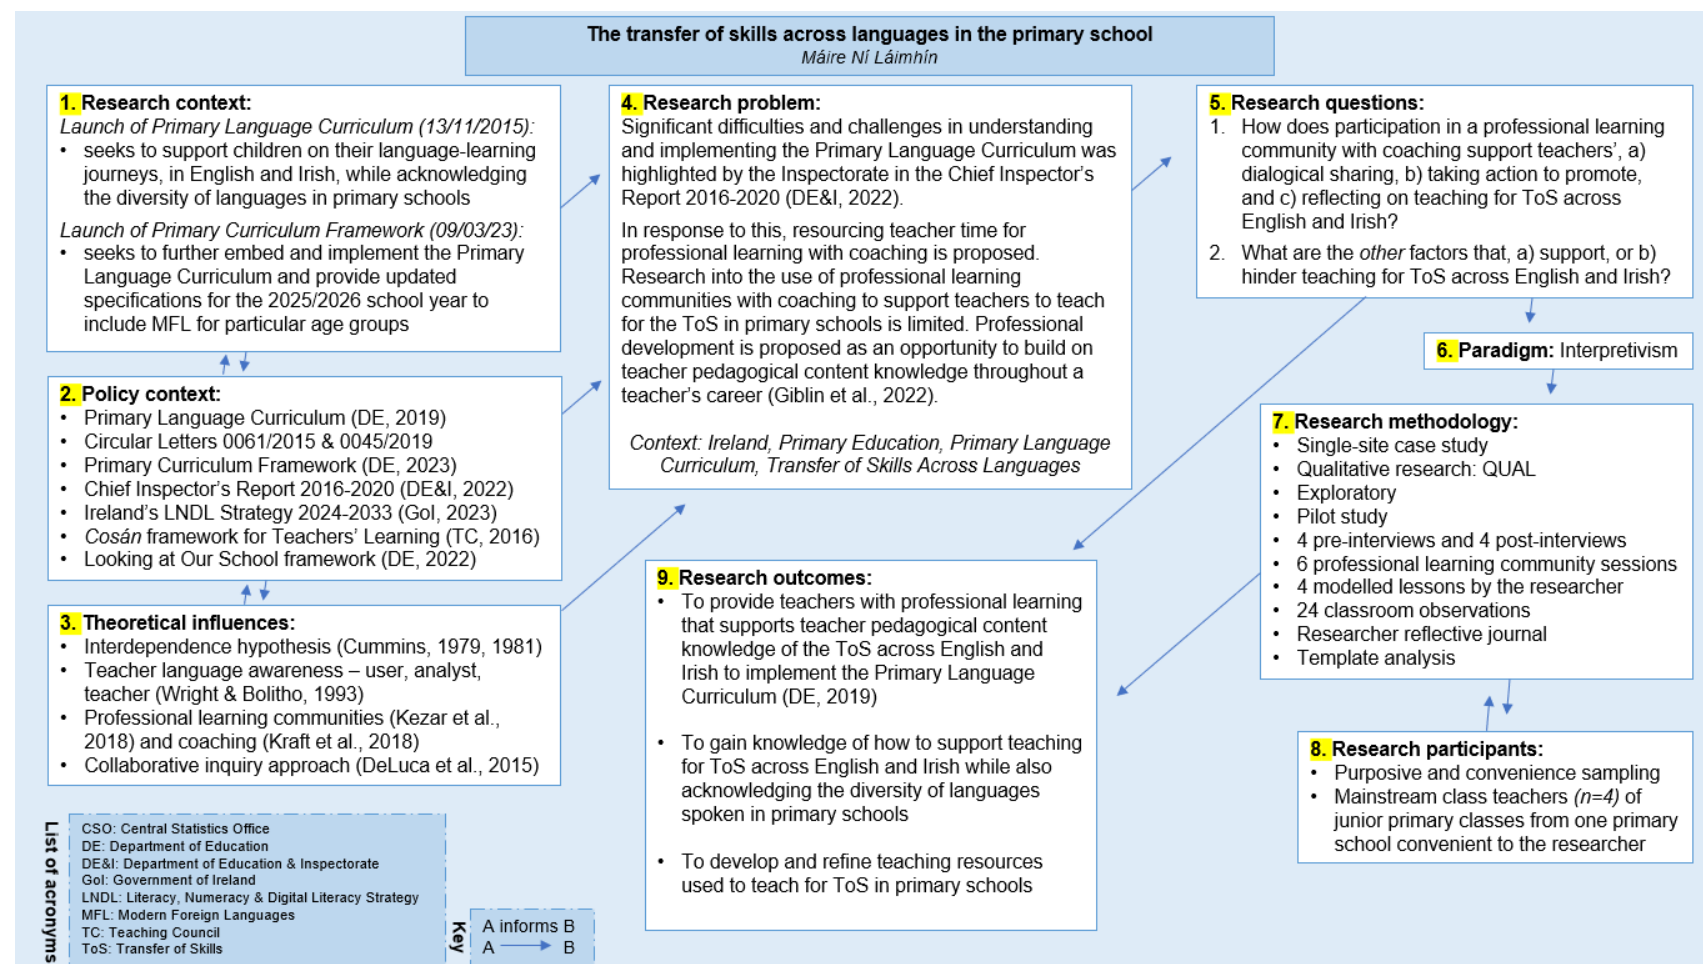 The transfer of skills across languages in the primary school
Máire Ní Láimhín
1. Research context:
Launch of Primary Language Curriculum (13/11/2015):
• seeks to support children on their language-learning
journeys, in English and Irish, while acknowledging
the diversity of languages in primary schools
Launch of Primary Curriculum Framework (09/03/23):
• seeks to further embed and implement the Primary
Language Curriculum and provide updated
specifications for the 2025/2026 school year to
include MFL for particular age groups
2. Policy context:
• Primary Language Curriculum (DE, 2019)
• Circular Letters 0061/2015 & 0045/2019
• Primary Curriculum Framework (DE, 2023)
• Chief Inspector's Report 2016-2020 (DE&I, 2022)
• Ireland's LNDL Strategy 2024-2033 (GoI, 2023)
• Cosán framework for Teachers' Learning (TC, 2016)
• Looking at Our School framework (DE, 2022)
3. Theoretical influences:
• Interdependence hypothesis (Cummins, 1979, 1981)
• Teacher language awareness – user, analyst,
teacher (Wright & Bolitho, 1993)
• Professional learning communities (Kezar et al.,
2018) and coaching (Kraft et al., 2018)
• Collaborative inquiry approach (DeLuca et al., 2015)
4. Research problem:
Significant difficulties and challenges in understanding
and implementing the Primary Language Curriculum was
highlighted by the Inspectorate in the Chief Inspector's
Report 2016-2020 (DE&I, 2022).
In response to this, resourcing teacher time for
professional learning with coaching is proposed.
Research into the use of professional learning
communities with coaching to support teachers to teach
for the ToS in primary schools is limited. Professional
development is proposed as an opportunity to build on
teacher pedagogical content knowledge throughout a
teacher's career (Giblin et al., 2022).
Context: Ireland, Primary Education, Primary Language
Curriculum, Transfer of Skills Across Languages
5. Research questions:
1. How does participation in a professional learning
community with coaching support teachers', a)
dialogical sharing, b) taking action to promote,
and c) reflecting on teaching for ToS across
English and Irish?
2. What are the other factors that, a) support, or b)
hinder teaching for ToS across English and Irish?
6. Paradigm: Interpretivism
7. Research methodology:
• Single-site case study
• Qualitative research: QUAL
• Exploratory
• Pilot study
• 4 pre-interviews and 4 post-interviews
• 6 professional learning community sessions
• 4 modelled lessons by the researcher
• 24 classroom observations
• Researcher reflective journal
• Template analysis
8. Research participants:
• Purposive and convenience sampling
• Mainstream class teachers (n=4) of
junior primary classes from one primary
school convenient to the researcher
9. Research outcomes:
• To provide teachers with professional learning
that supports teacher pedagogical content
knowledge of the ToS across English and
Irish to implement the Primary Language
Curriculum (DE, 2019)
• To gain knowledge of how to support teaching
for ToS across English and Irish while also
acknowledging the diversity of languages
spoken in primary schools
• To develop and refine teaching resources
used to teach for ToS in primary schools
List of acronyms
CSO: Central Statistics Office
DE: Department of Education
DE&I: Department of Education & Inspectorate
GoI: Government of Ireland
LNDL: Literacy, Numeracy & Digital Literacy Strategy
MFL: Modern Foreign Languages
TC: Teaching Council
ToS: Transfer of Skills
Key
A informs B
A B